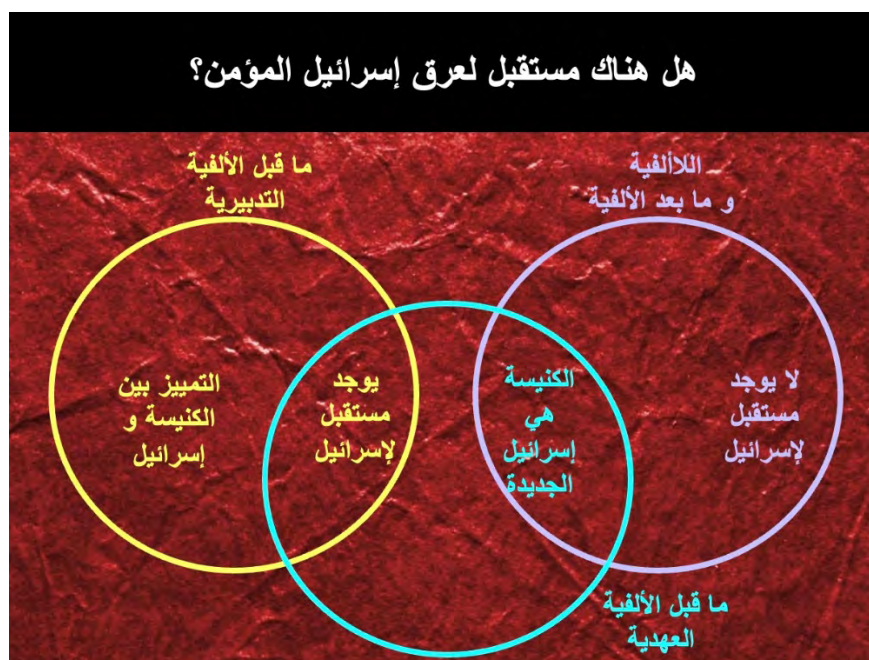 هل هناك مستقبل لعرق إسرائيل المؤمن؟
اللاألفية
و ما بعد الألفية
ما قبل الألفية
التدبيرية
لا يوجد
مستقبل
لإسرائيل
الكنيسة
هي
إسرائيل
الجديدة
يوجد
مستقبل
لإسرائيل
التمييز بين
الكنيسة و
إسرائيل
ما قبل الألفية
العهدية